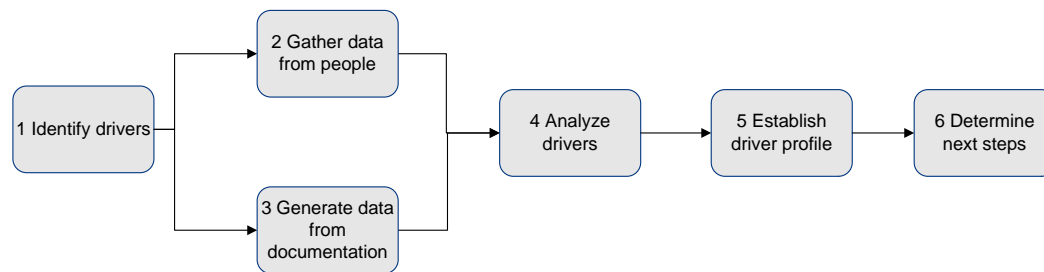 1 Identify drivers
2 Gather data
from people
3 Generate data
from
documentation
4 Analyze
drivers
5 Establish
driver profile
6 Determine
next steps